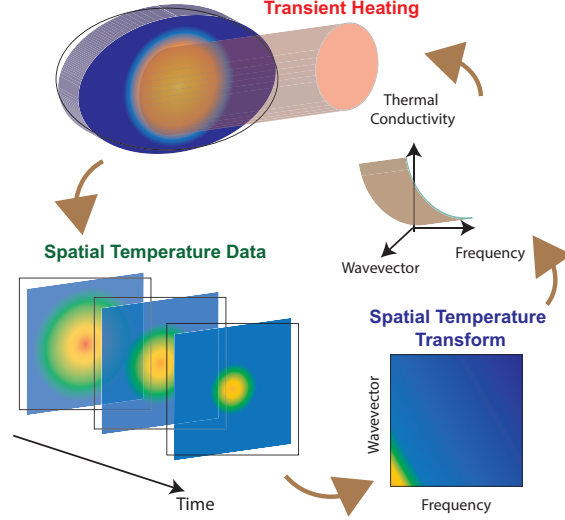 Transient Heating
Thermal
Conductivity
Frequency
Wavevector
Spatial Temperature Data
Time
Spatial Temperature
Transform
Wavevector
Frequency